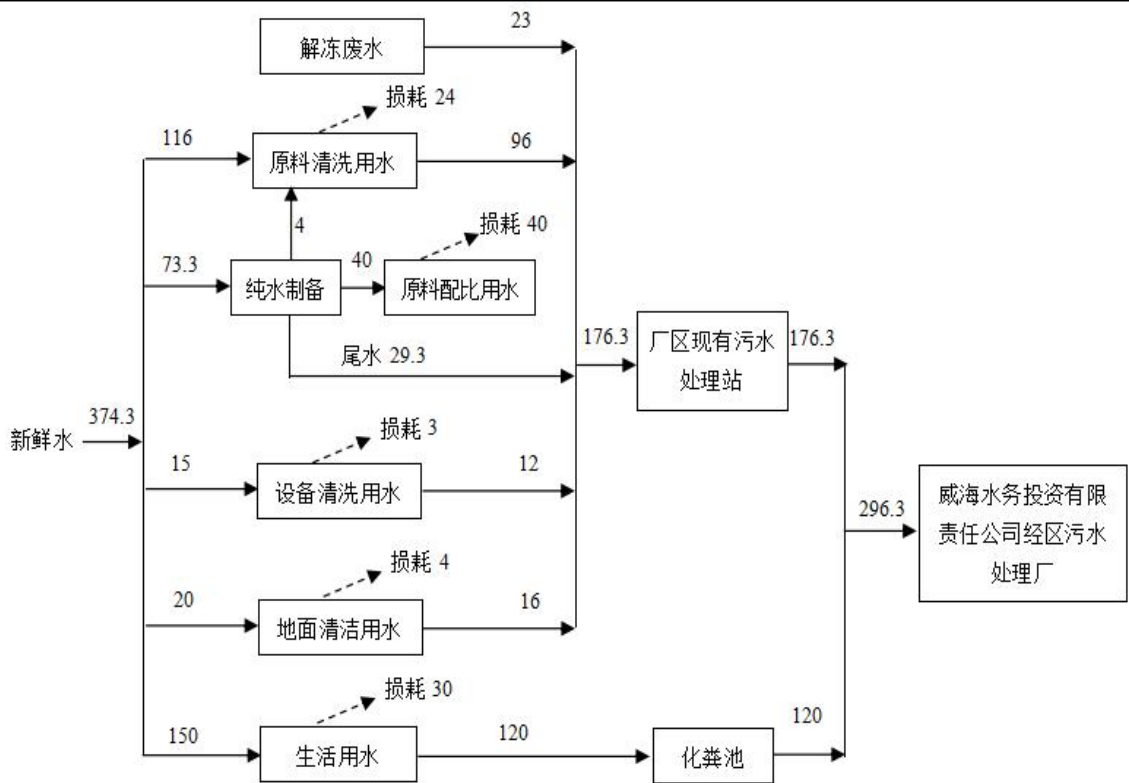 23
解冻废水
损耗 24
116
96
原料清洗用水
4
损耗 40
73.3
40
纯水制备
原料配比用水
176.3
厂区现有污水
处理站
176.3
尾水 29.3
374.3
新鲜水
损耗 3
15
12
设备清洗用水
296.3
威海水务投资有限
责任公司经区污水
处理厂
损耗 4
20
16
地面清洁用水
损耗 30
150
120
120
生活用水
化粪池